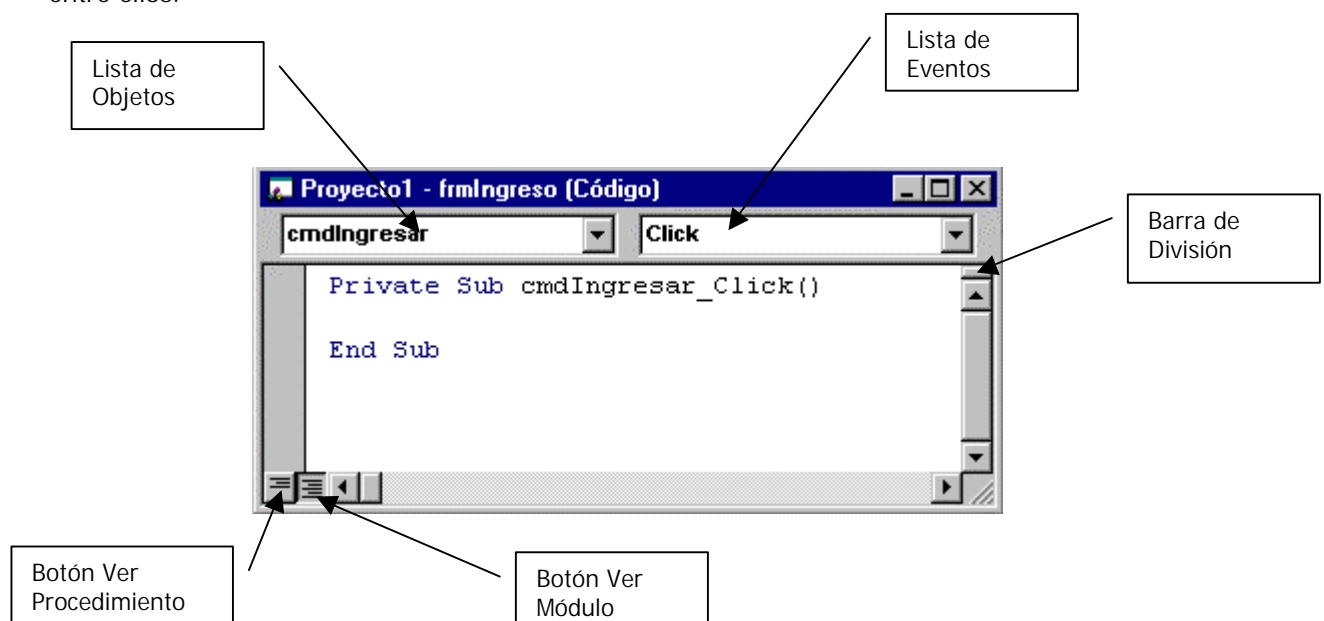 entre ellos.
Lista de
Objetos
Lista de
Eventos
Proyecto1 - frmIngreso (Código)
cmdIngresar
Click
Barra de
División
Private Sub cmdIngresar_Click()
End Sub
Botón Ver
Procedimiento
Botón Ver
Módulo